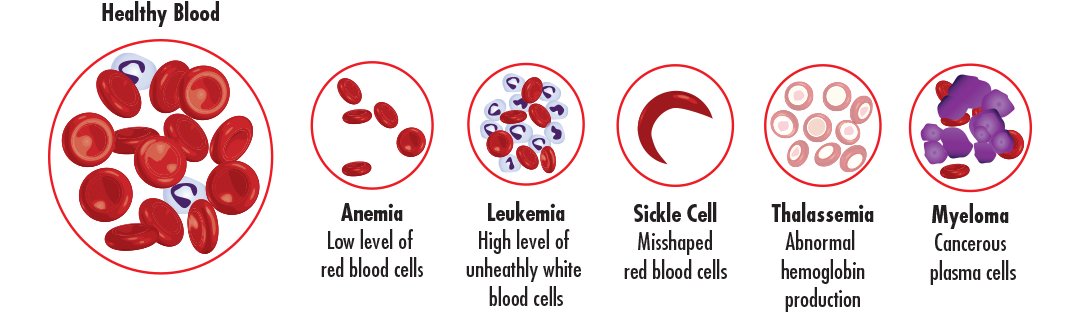 Healthy Blood
Anemia
Low level of
red blood cells
Leukemia
High level of
unheathly white
blood cells
Sickle Cell
Misshaped
red blood cells
Thalassemia
Abnormal
hemoglobin
production
Myeloma
Cancerous
plasma cells